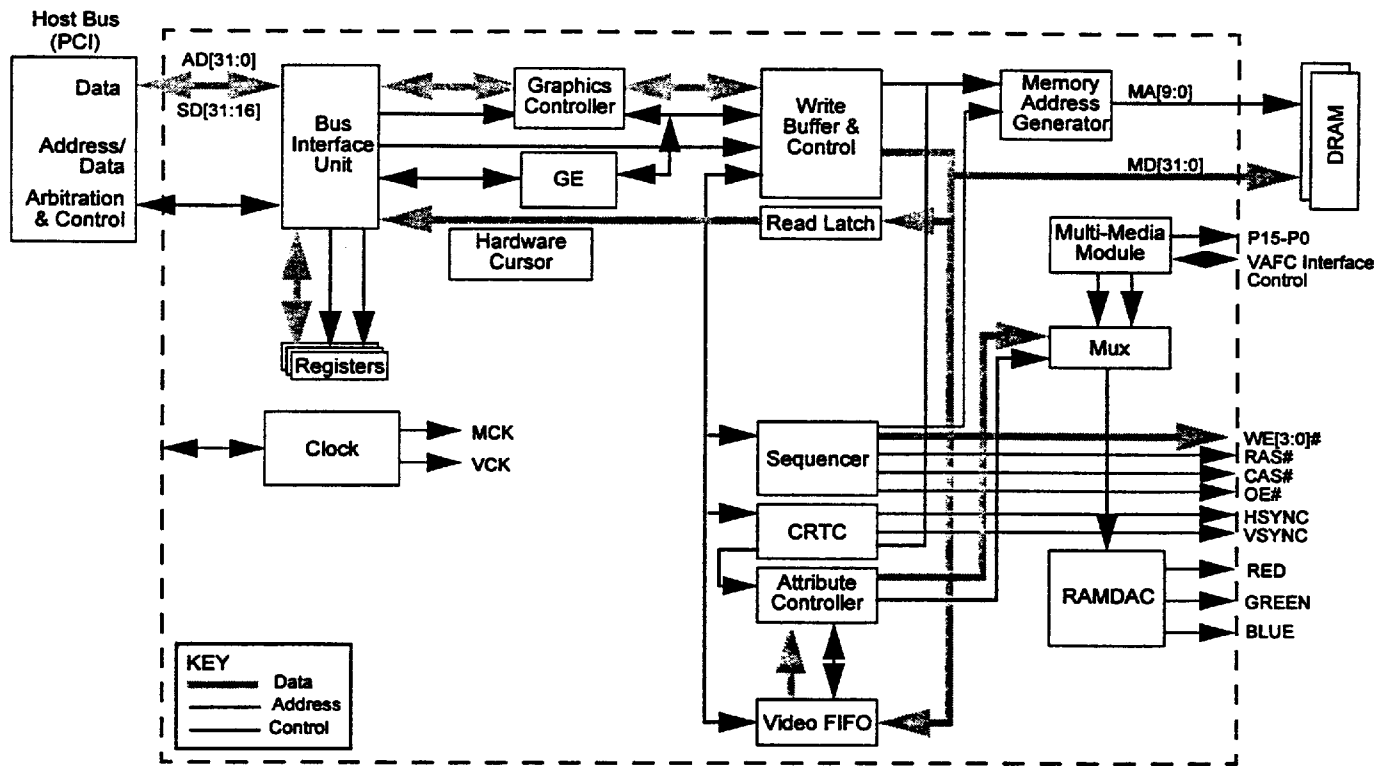 Host Bus
(PCI)
Data
Address/
Data
Arbitration
& Control
AD[31:0]
SD[31:16]
Bus
Interface
Unit
Graphics
Controller
GE
Hardware
Cursor
Write
Buffer &
Control
Read Latch
Memory
Address
Generator
MA[9:0]
MD[31:0]
DRAM
Multi-Media
Module
P15-P0
VAFC Interface
Control
Mux
Registers
Clock
MCK
VCK
Sequencer
WE[3:0]#
RAS#
CAS#
OE#
CRTC
HSYNC
VSYNC
Attribute
Controller
RAMDAC
RED
GREEN
BLUE
Video FIFO
KEY
Data
Address
Control